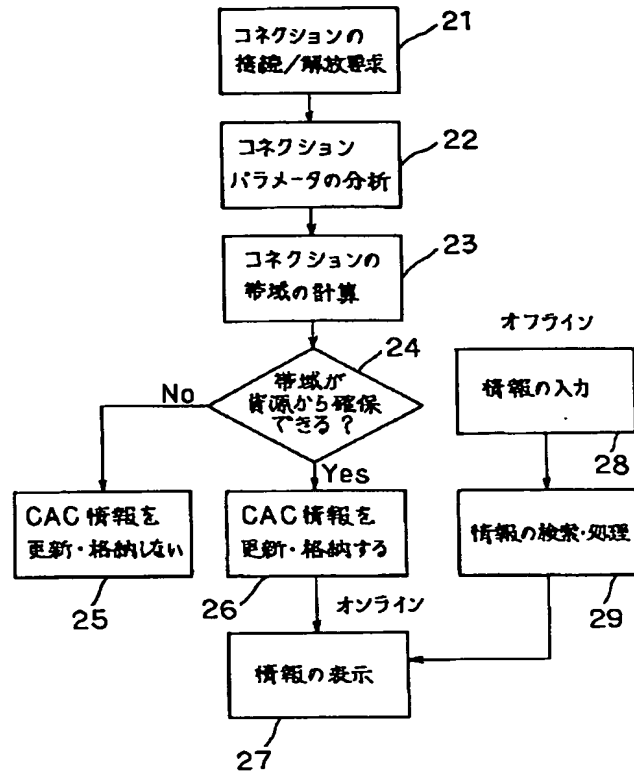 コネクションの
接続/解放要求
21
コネクション
パラメータの分析
22
コネクションの
帯域の計算
23
帯域が
資源から確保
できる?
24
No
Yes
CAC情報を
更新・格納しない
25
CAC情報を
更新・格納する
26
オンライン
情報の表示
27
オフライン
情報の入力
28
情報の検索・処理
29